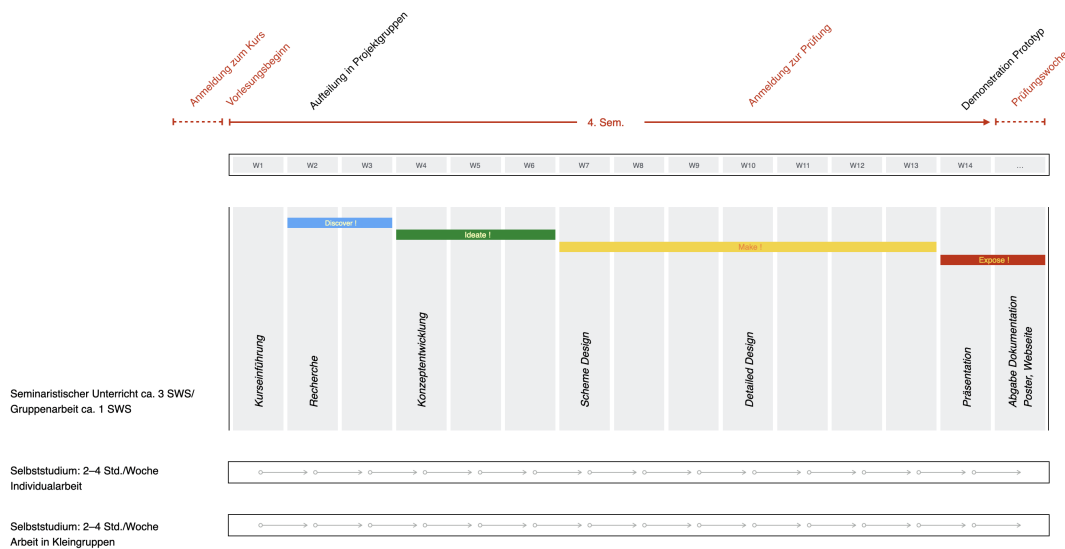 Anmeldung zum Kurs
Vorlesungsbeginn
Aufteilung in Projektgruppen
Anmeldung zur Prüfung
Demonstration Prototyp
Prüfungswoche
4. Sem.
W1 W2 W3 W4 W5 W6 W7 W8 W9 W10 W11 W12 W13 W14 ...
Discover !
Ideate !
Make !
Expose !
Kurseinführung
Recherche
Konzeptentwicklung
Scheme Design
Detailed Design
Präsentation
Abgabe Dokumentation
Poster, Webseite
Seminaristischer Unterricht ca. 3 SWS/
Gruppenarbeit ca. 1 SWS
Selbststudium: 2–4 Std./Woche
Individualarbeit
Selbststudium: 2–4 Std./Woche
Arbeit in Kleingruppen